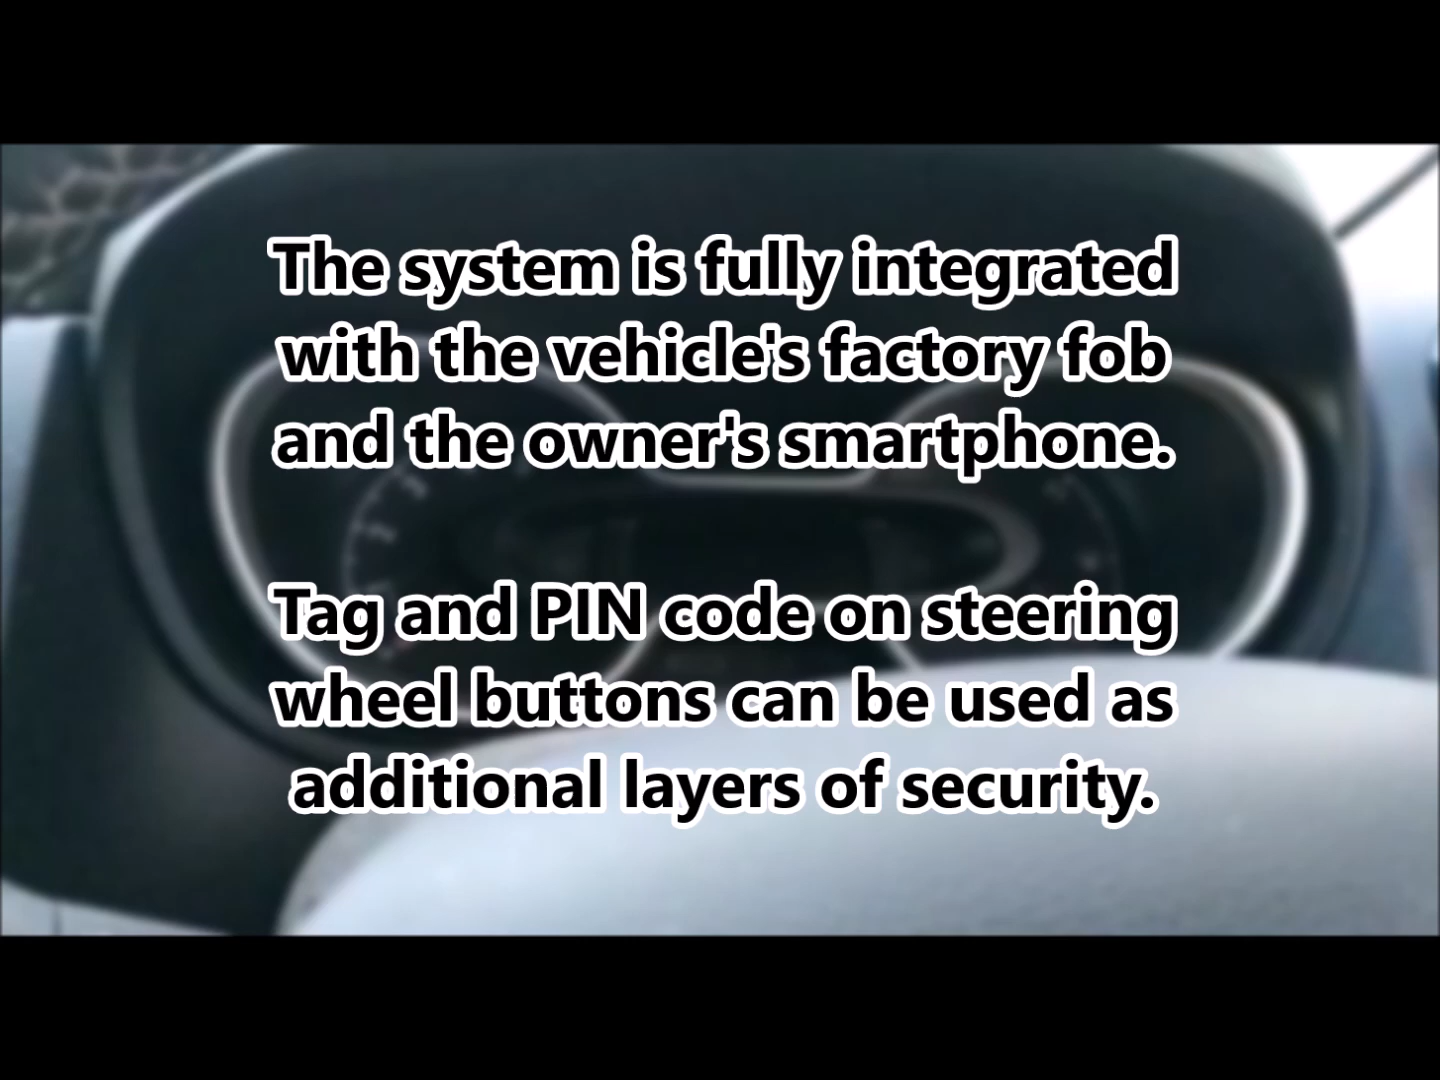 The system is fully integrated
with the vehicle's factory fob
and the owner's smartphone.
Tag and PIN code on steering
wheel buttons can be used as
additional layers of security.